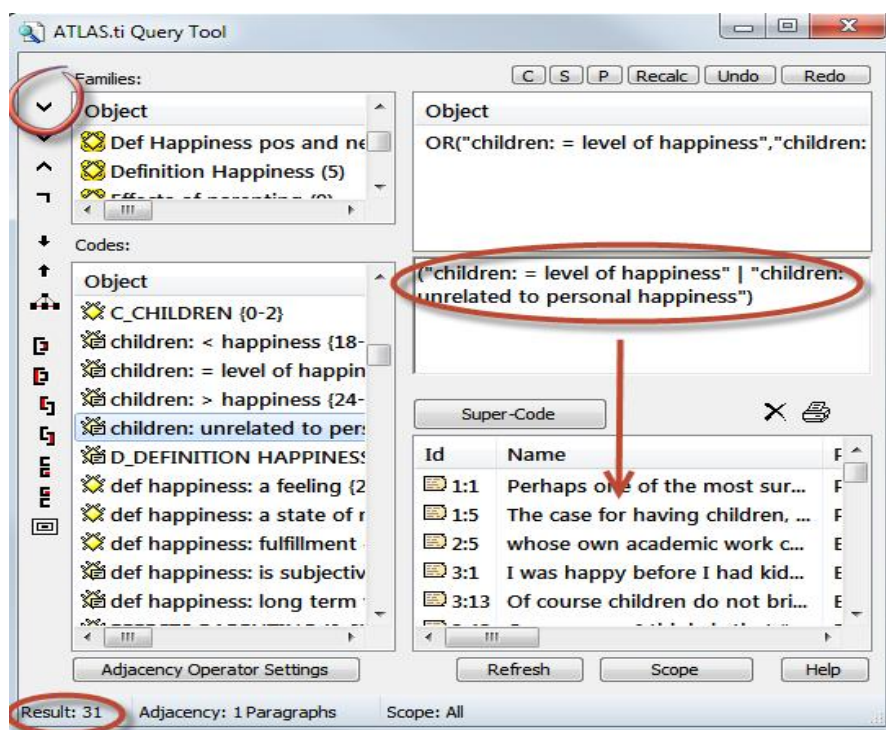 ATLAS.ti Query Tool
Families:
C S P Recalc Undo Redo
Object
Def Happiness pos and ne
Definition Happiness (5)
Effects of parenting
Object
OR("children: = level of happiness","children:
Codes:
Object
C_CHILDREN {0-2}
children: < happiness {18-
children: = level of happin
children: > happiness {24-
children: unrelated to per
D_DEFINITION HAPPINES
def happiness: a feeling {2
def happiness: a state of
def happiness: fulfillment
def happiness: is subjectiv
def happiness: long term
("children: = level of happiness" | "children:
unrelated to personal happiness")
Super-Code
Id Name
1:1 Perhaps one of the most sur...
1:5 The case for having children, ...
2:5 whose own academic work c...
3:1 I was happy before I had kid...
3:13 Of course children do not bri...
Adjacency Operator Settings
Refresh Scope Help
Result: 31 Adjacency: 1 Paragraphs Scope: All